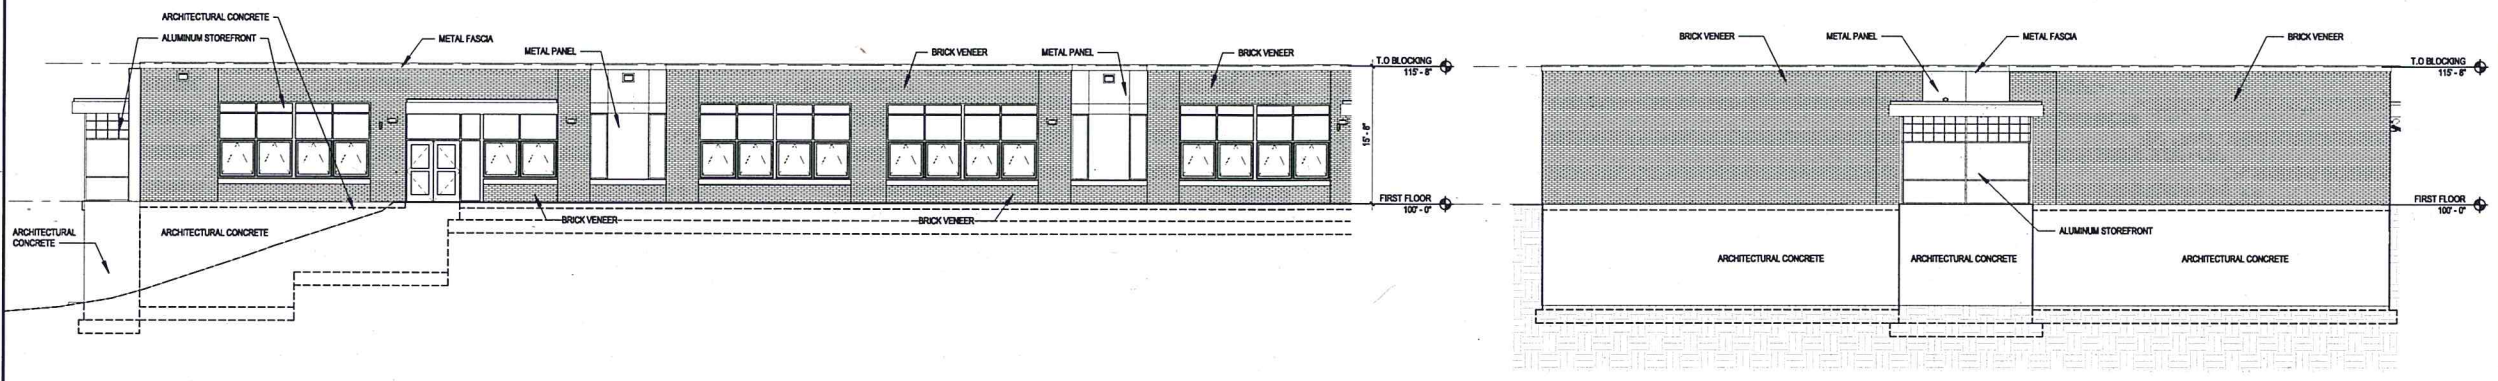 ARCHITECTURAL CONCRETE
ALUMINUM STOREFRONT
METAL FASCIA
METAL PANEL
BRICK VENEER
METAL PANEL
BRICK VENEER
T.O BLOCKING
115' - 8"
15' - 8"
FIRST FLOOR
100' - 0"
BRICK VENEER
BRICK VENEER
ARCHITECTURAL
CONCRETE
ARCHITECTURAL CONCRETE
BRICK VENEER
METAL PANEL
METAL FASCIA
BRICK VENEER
T.O BLOCKING
115' - 8"
FIRST FLOOR
100' - 0"
ALUMINUM STOREFRONT
ARCHITECTURAL CONCRETE
ARCHITECTURAL CONCRETE
ARCHITECTURAL CONCRETE